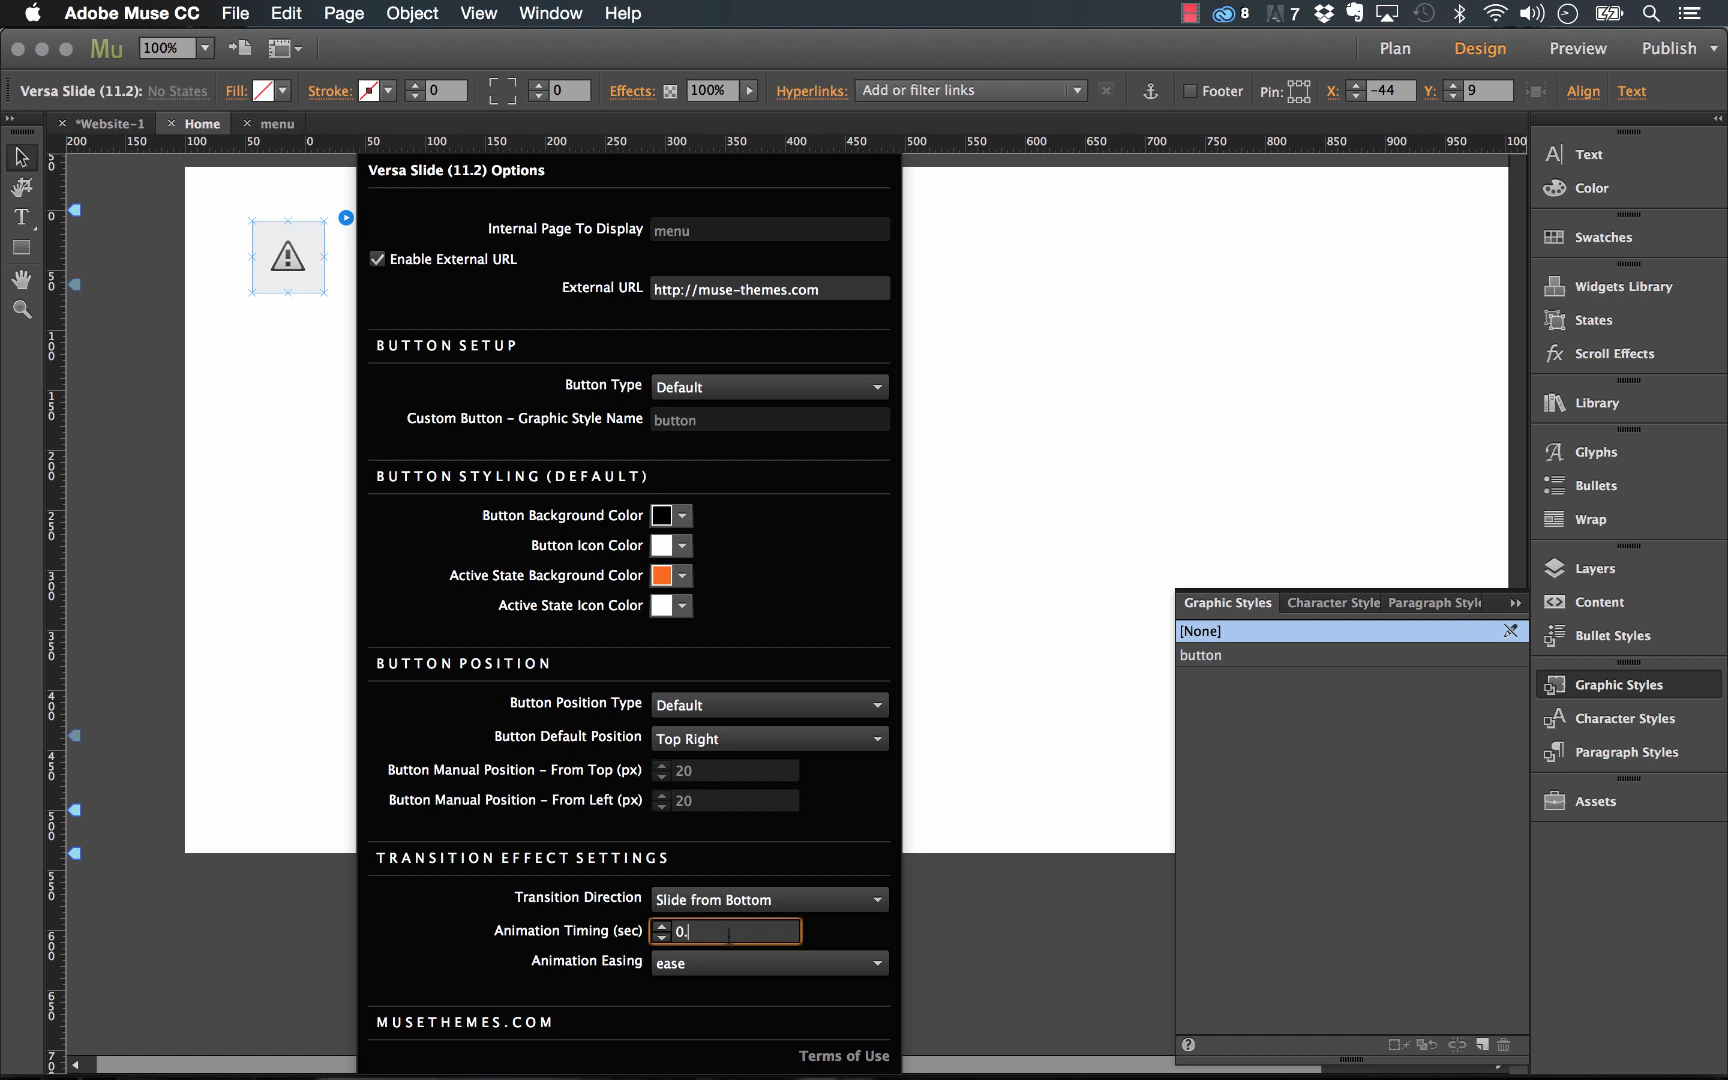 Adobe Muse CC File Edit Page Object View Window Help 8 7
Mu 100% Plan Design Preview Publish
Versa Slide (11.2): No States Fill: Stroke: 0 0 Effects: 100% Hyperlinks: Add or filter links Footer Pin: X: -44 Y: 9 Align Text
*Website-1 Home menu
200 150 100 50 0 50 100 150 200 250 300 350 400 450 500 550 600 650 700 750 800 850 900 950 100
Versa Slide (11.2) Options
Internal Page To Display menu
Enable External URL
External URL http://muse-themes.com
BUTTON SETUP
Button Type Default
Custom Button - Graphic Style Name button
BUTTON STYLING (DEFAULT)
Button Background Color
Button Icon Color
Active State Background Color
Active State Icon Color
BUTTON POSITION
Button Position Type Default
Button Default Position Top Right
Button Manual Position - From Top (px) 20
Button Manual Position - From Left (px) 20
TRANSITION EFFECT SETTINGS
Transition Direction Slide from Bottom
Animation Timing (sec) 0.
Animation Easing ease
MUSETHEMES.COM
Terms of Use
Graphic Styles Character Style Paragraph Styl
[None]
button
Text
Color
Swatches
Widgets Library
States
Scroll Effects
Library
Glyphs
Bullets
Wrap
Layers
Content
Bullet Styles
Graphic Styles
Character Styles
Paragraph Styles
Assets